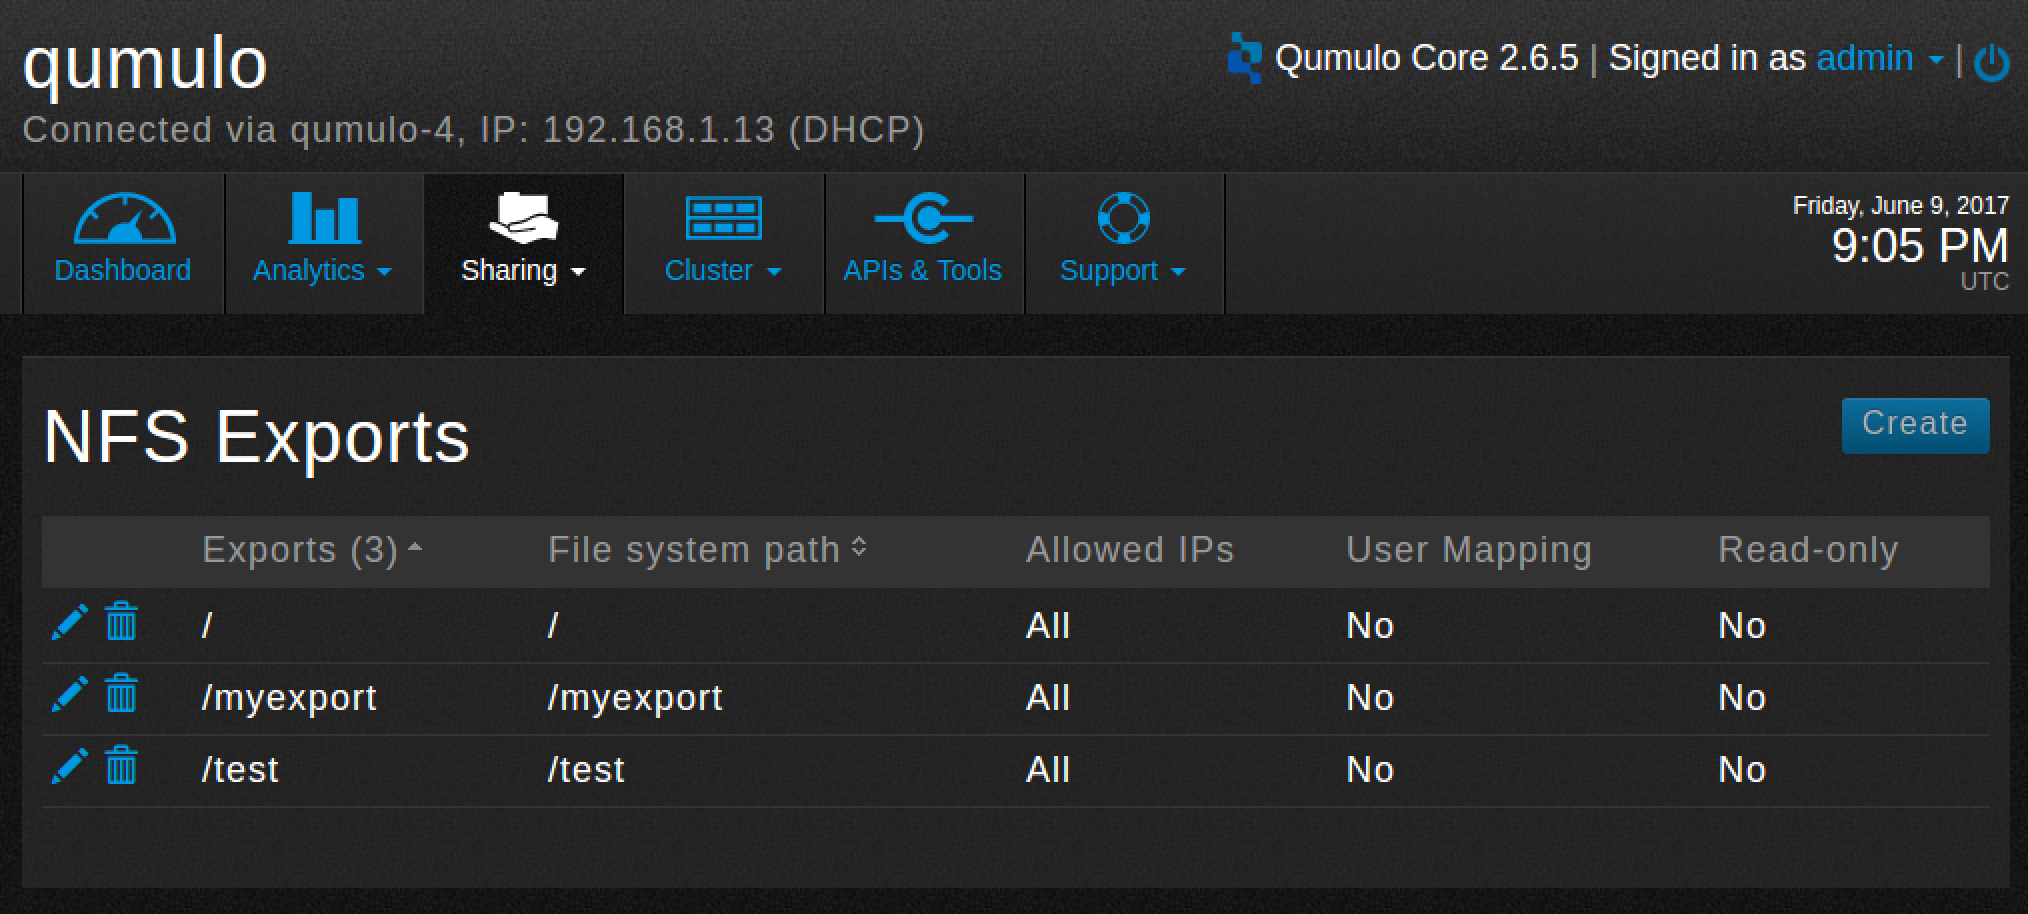 qumulo
Qumulo Core 2.6.5 | Signed in as admin |
Connected via qumulo-4, IP: 192.168.1.13 (DHCP)
Dashboard Analytics Sharing Cluster APIs & Tools Support
Friday, June 9, 2017
9:05 PM
UTC
NFS Exports
Create
Exports (3) File system path Allowed IPs User Mapping Read-only
/ / All No No
/myexport /myexport All No No
/test /test All No No